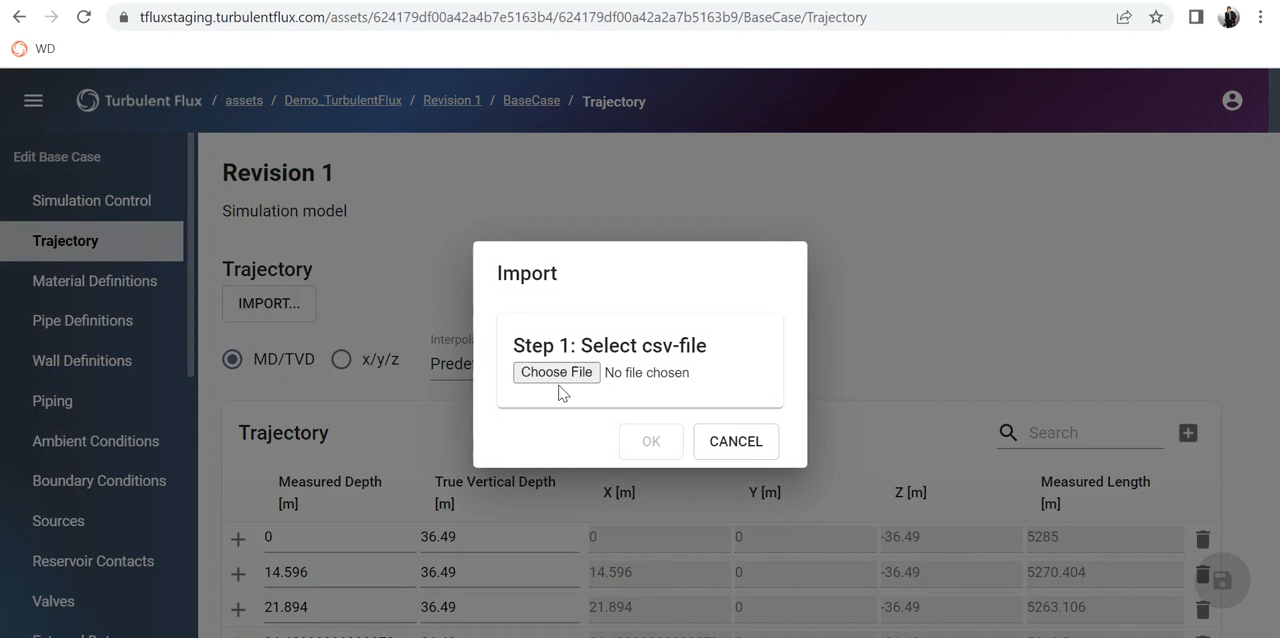 tfluxstaging.turbulentflux.com/assets/624179df00a42a4b7e5163b4/624179df00a42a2a7b5163b9/BaseCase/Trajectory
WD
Turbulent Flux / assets / Demo_TurbulentFlux / Revision 1 / BaseCase / Trajectory
Edit Base Case
Simulation Control
Trajectory
Material Definitions
Pipe Definitions
Wall Definitions
Piping
Ambient Conditions
Boundary Conditions
Sources
Reservoir Contacts
Valves
Revision 1
Simulation model
Trajectory
IMPORT...
MD/TVD x/y/z
Import
Step 1: Select csv-file
Choose File No file chosen
OK CANCEL
Trajectory
Search
Measured Depth [m] True Vertical Depth [m] X [m] Y [m] Z [m] Measured Length [m]
0 36.49 0 0 -36.49 5285
14.596 36.49 14.596 0 -36.49 5270.404
21.894 36.49 21.894 0 -36.49 5263.106